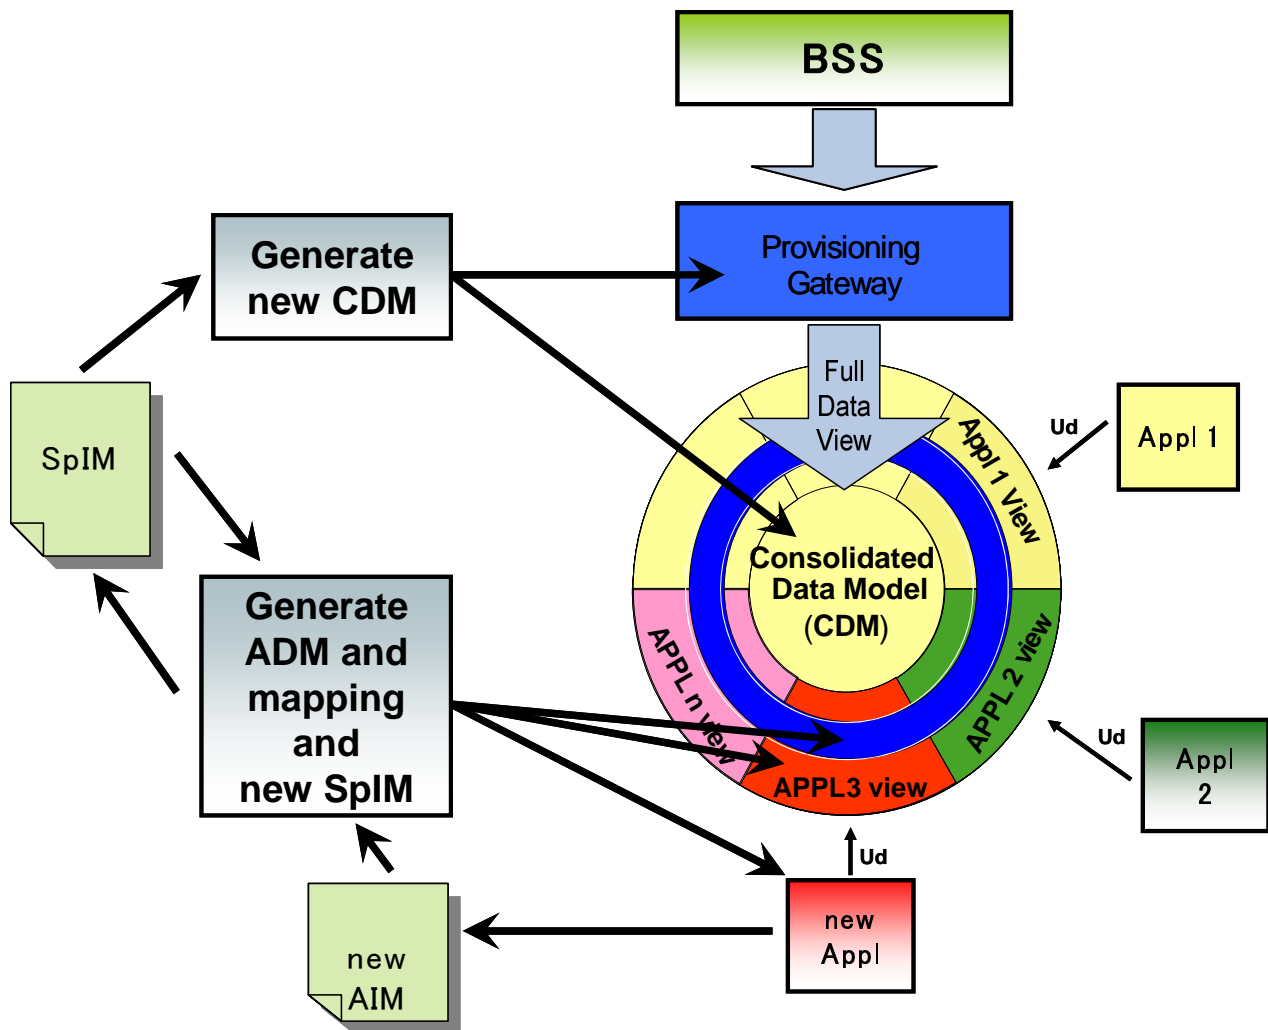 BSS
Provisioning
Gateway
Generate
new CDM
Full
Data
View
SpIM
Appl 1 View
Ud
Appl 1
Consolidated
Data Model
(CDM)
Generate
ADM and
mapping
and
new SpIM
APPL n view
APPL 2 view
APPL3 view
Ud
Appl
2
Ud
new
Appl
new
AIM